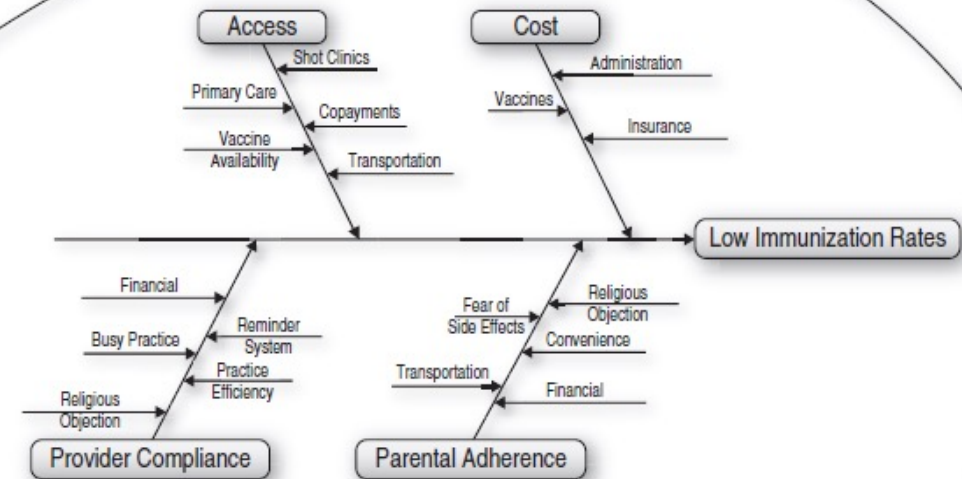 Access
Cost
Shot Clinics
Administration
Primary Care
Vaccines
Copayments
Insurance
Vaccine
Availability
Transportation
Low Immunization Rates
Financial
Religious
Objection
Fear of
Side Effects
Reminder
System
Busy Practice
Convenience
Practice
Efficiency
Transportation
Financial
Religious
Objection
Provider Compliance
Parental Adherence